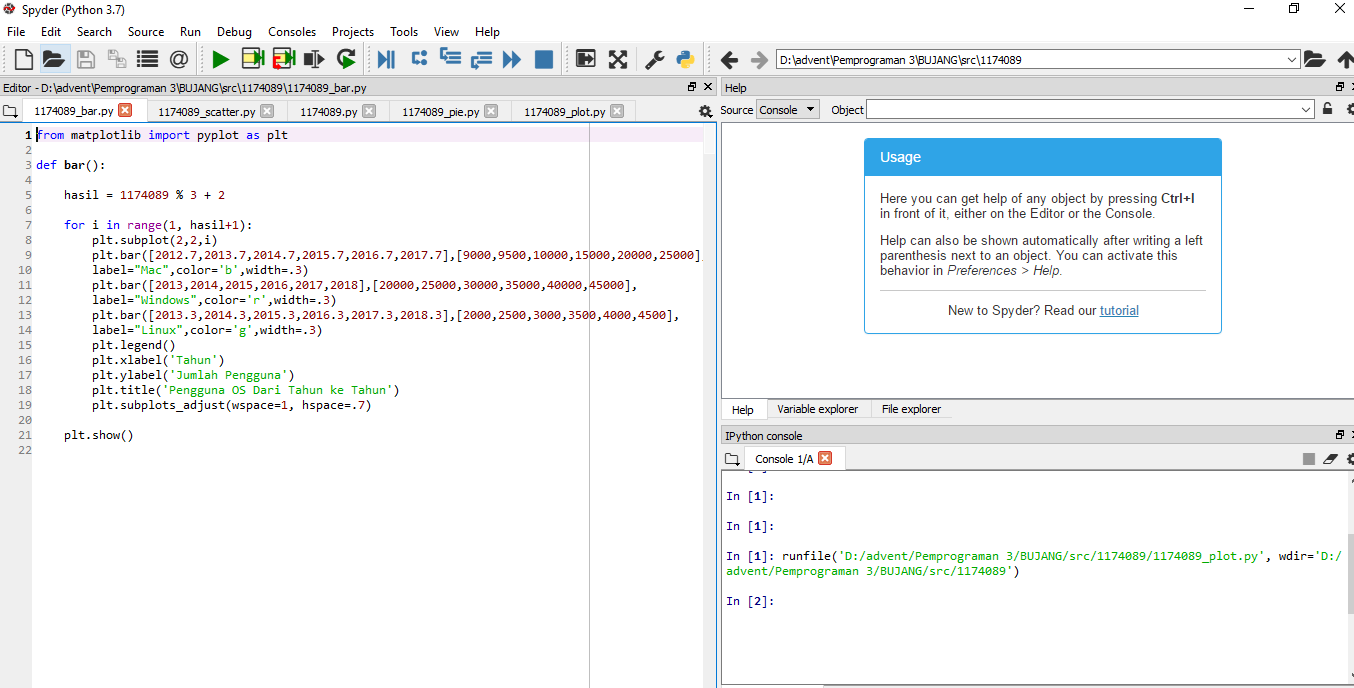 Spyder (Python 3.7)
File Edit Search Source Run Debug Consoles Projects Tools View Help
D:\advent\Pemprograman 3\BUJANG\src\1174089
Editor - D:\advent\Pemprograman 3\BUJANG\src\1174089\1174089_bar.py
1174089_bar.py 1174089_scatter.py 1174089.py 1174089_pie.py 1174089_plot.py
1 from matplotlib import pyplot as plt
2
3 def bar():
4
5     hasil = 1174089 % 3 + 2
6
7     for i in range(1, hasil+1):
8         plt.subplot(2,2,i)
9         plt.bar([2012.7,2013.7,2014.7,2015.7,2016.7,2017.7],[9000,9500,10000,15000,20000,25000],
10         label="Mac",color='b',width=.3)
11         plt.bar([2013,2014,2015,2016,2017,2018],[20000,25000,30000,35000,40000,45000],
12         label="Windows",color='r',width=.3)
13         plt.bar([2013.3,2014.3,2015.3,2016.3,2017.3,2018.3],[2000,2500,3000,3500,4000,4500],
14         label="Linux",color='g',width=.3)
15         plt.legend()
16         plt.xlabel('Tahun')
17         plt.ylabel('Jumlah Pengguna')
18         plt.title('Pengguna OS Dari Tahun ke Tahun')
19         plt.subplots_adjust(wspace=1, hspace=.7)
20
21     plt.show()
22
Help
Source Console Object
Usage
Here you can get help of any object by pressing Ctrl+I
in front of it, either on the Editor or the Console.
Help can also be shown automatically after writing a left
parenthesis next to an object. You can activate this
behavior in Preferences > Help.
New to Spyder? Read our tutorial
Help Variable explorer File explorer
IPython console
Console 1/A
In [1]:
In [1]:
In [1]: runfile('D:/advent/Pemprograman 3/BUJANG/src/1174089/1174089_plot.py', wdir='D:/
advent/Pemprograman 3/BUJANG/src/1174089')
In [2]: